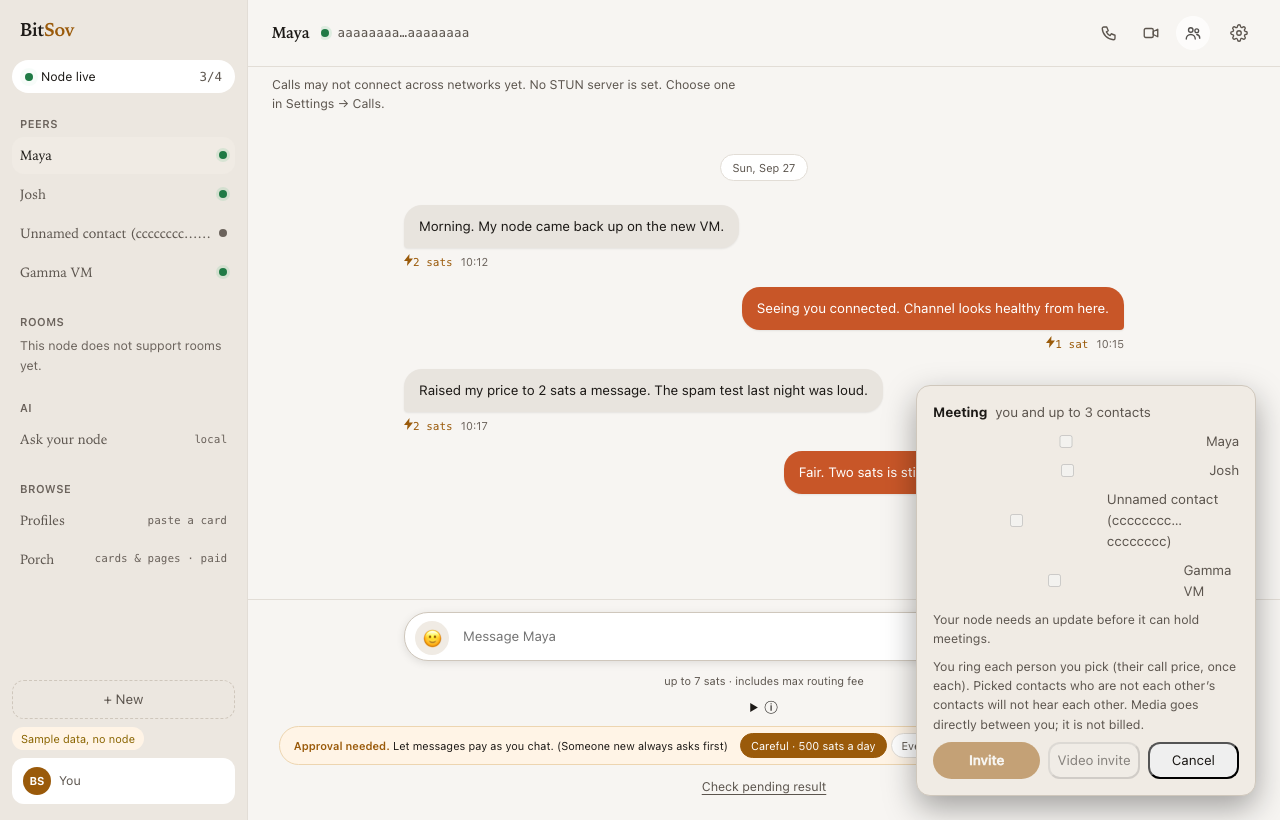 BitSov
Node live 3/4
PEERS
Maya
Josh
Unnamed contact (cccccccc……
Gamma VM
ROOMS
This node does not support rooms
yet.
AI
Ask your node local
BROWSE
Profiles paste a card
Porch cards & pages · paid
+ New
Sample data, no node
BS You
Maya aaaaaaaa…aaaaaaaa
Calls may not connect across networks yet. No STUN server is set. Choose one
in Settings → Calls.
Sun, Sep 27
Morning. My node came back up on the new VM.
2 sats 10:12
Seeing you connected. Channel looks healthy from here.
1 sat 10:15
Raised my price to 2 sats a message. The spam test last night was loud.
2 sats 10:17
Fair. Two sats is sti
Message Maya
up to 7 sats · includes max routing fee
▶ ⓘ
Approval needed. Let messages pay as you chat. (Someone new always asks first) Careful · 500 sats a day Eve
Check pending result
Meeting you and up to 3 contacts
Maya
Josh
Unnamed contact
(cccccccc…
cccccccc)
Gamma
VM
Your node needs an update before it can hold
meetings.
You ring each person you pick (their call price, once
each). Picked contacts who are not each other’s
contacts will not hear each other. Media goes
directly between you; it is not billed.
Invite Video invite Cancel